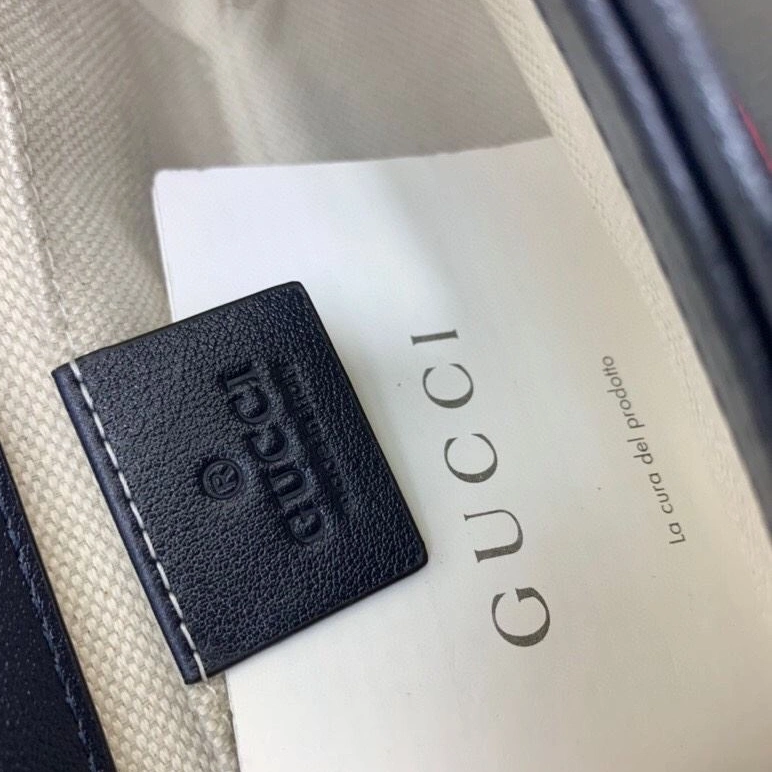 ®
GUCCI
made in italy
GUCCI
La cura del prodotto